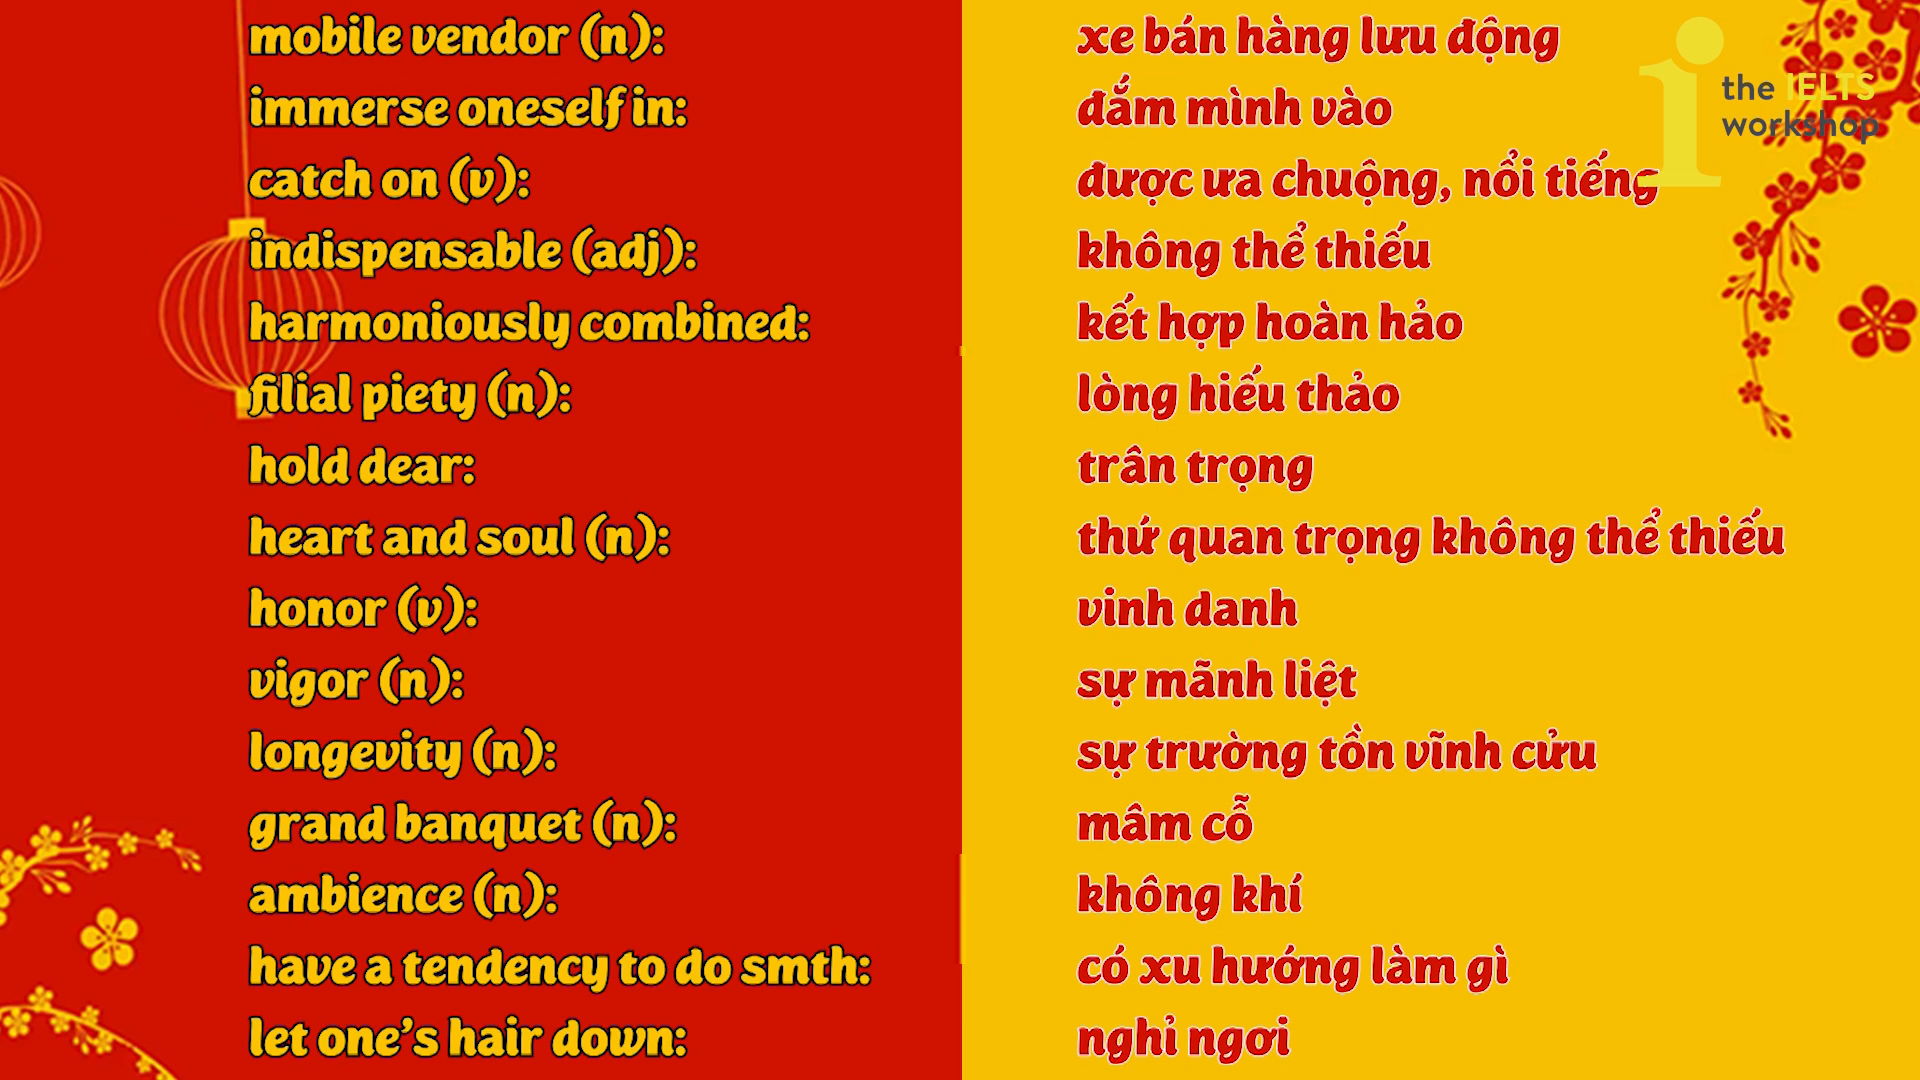 mobile vendor (n): xe bán hàng lưu động
immerse oneself in: đắm mình vào
catch on (v): được ưa chuộng, nổi tiếng
indispensable (adj): không thể thiếu
harmoniously combined: kết hợp hoàn hảo
filial piety (n): lòng hiếu thảo
hold dear: trân trọng
heart and soul (n): thứ quan trọng không thể thiếu
honor (v): vinh danh
vigor (n): sự mãnh liệt
longevity (n): sự trường tồn vĩnh cửu
grand banquet (n): mâm cỗ
ambience (n): không khí
have a tendency to do smth: có xu hướng làm gì
let one's hair down: nghỉ ngơi
i
the IELTS
workshop